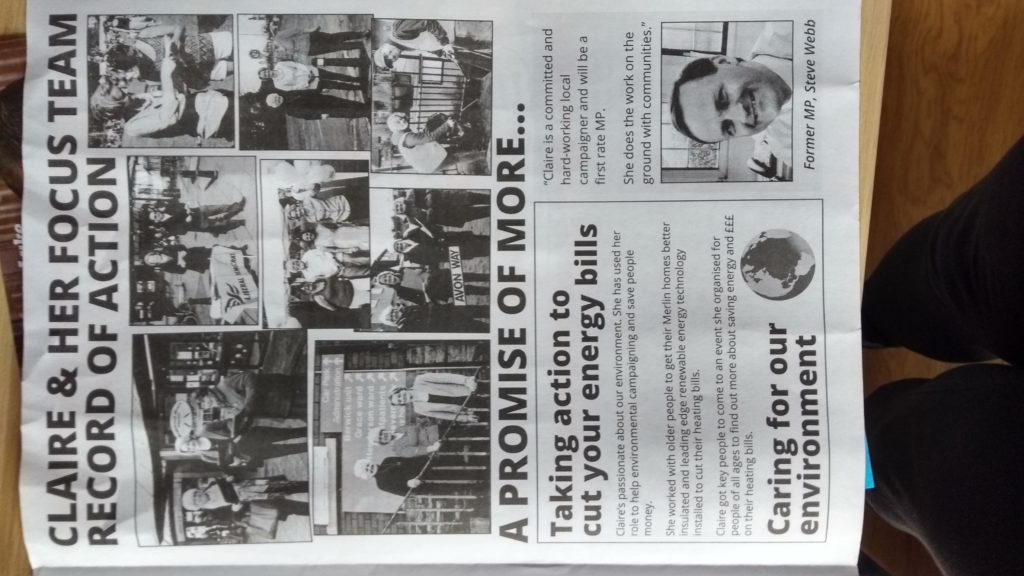 CLAIRE & HER FOCUS TEAM
RECORD OF ACTION
LIBERAL DEMOCRATS
AVON WAY
A PROMISE OF MORE...
Taking action to
cut your energy bills
Claire's passionate about our environment. She has used her
role to help environmental campaigning and save people
money.
She worked with older people to get their Merlin homes better
insulated and leading edge renewable energy technology
installed to cut their heating bills.
Claire got key people to come to an event she organised for
people of all ages to find out more about saving energy and £££
on their heating bills.
Caring for our
environment
"Claire is a committed and
hard-working local
campaigner and will be a
first rate MP.
She does the work on the
ground with communities."
Former MP, Steve Webb